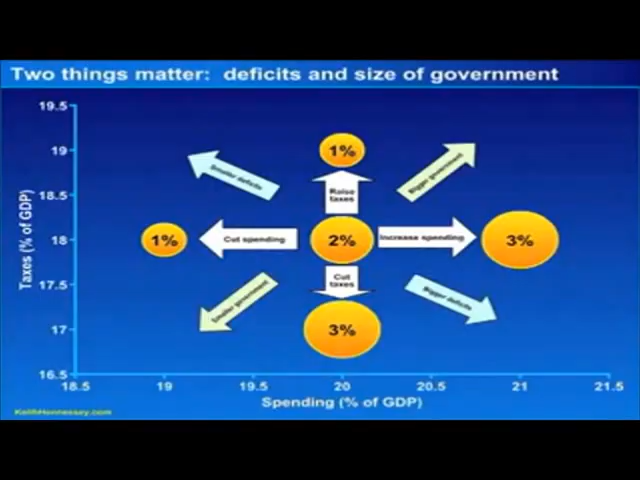 Two things matter: deficits and size of government
19.5
19
18.5
18
17.5
17
16.5
Taxes (% of GDP)
1%
Smaller deficits
Raise
taxes
Bigger government
1%
Cut spending
2%
Increase spending
3%
Smaller government
Cut
taxes
Bigger deficits
3%
18.5
19
19.5
20
20.5
21
21.5
Spending (% of GDP)
KeithHennessey.com